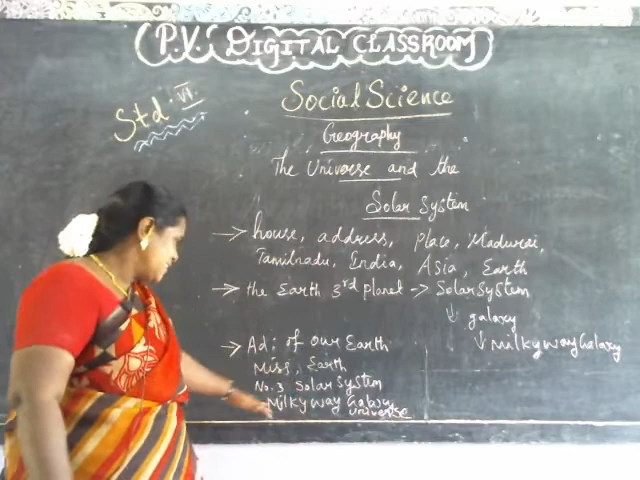 P.V. DIGITAL CLASSROOM
Std. VI
Social Science
Geography
The Universe and the
Solar System
→ house, address, place, Madurai,
Tamilnadu, India, Asia, Earth
→ the Earth 3rd planet → Solar System
↓ galaxy
↓ Milkyway Galaxy
→ Ad: of our Earth
Miss. Earth
No. 3 Solar System
Milky way Galaxy
Universe